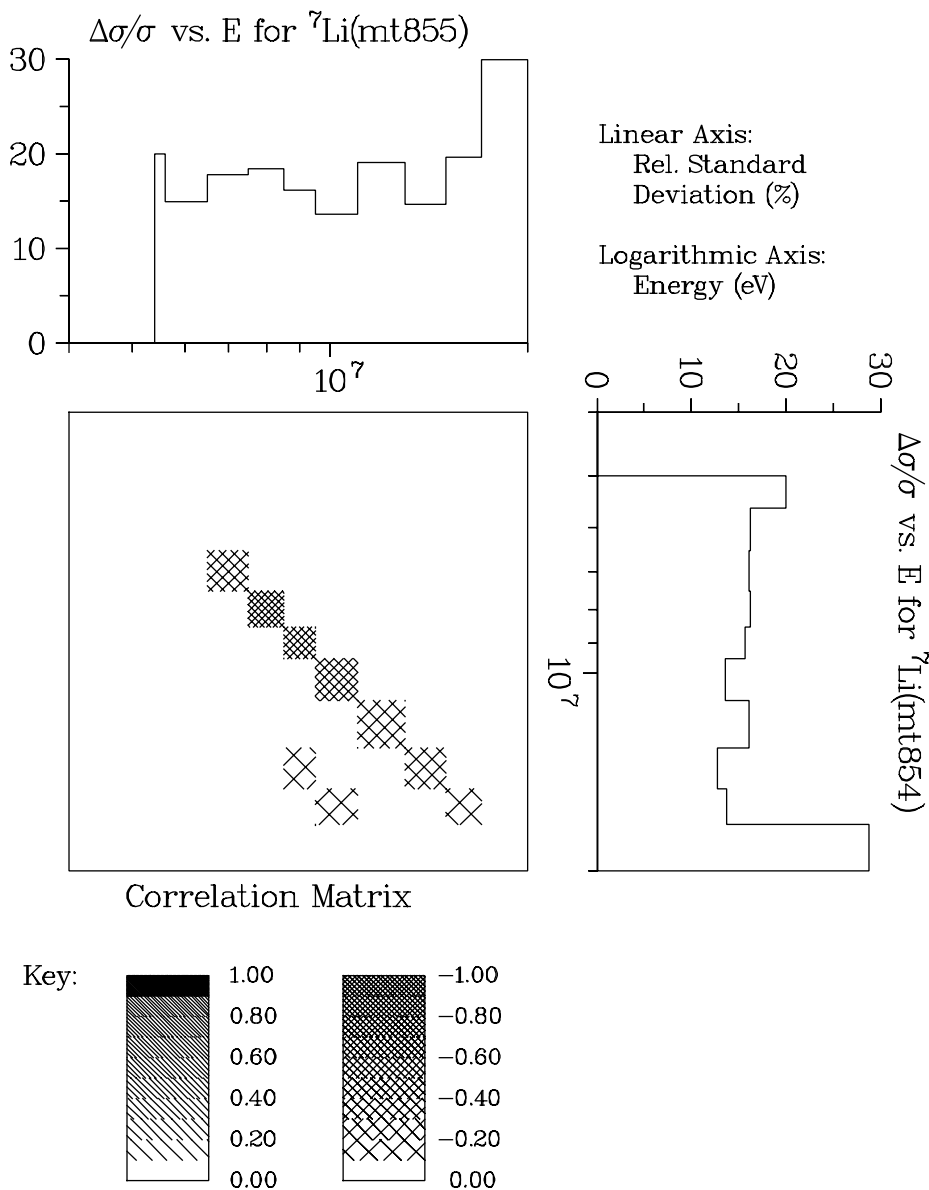 Δσ/σ vs. E for ⁷Li(mt855)
30
20
10
0
10⁷
Linear Axis:
Rel. Standard
Deviation (%)
Logarithmic Axis:
Energy (eV)
0
10
20
30
10⁷
Δσ/σ vs. E for ⁷Li(mt854)
Correlation Matrix
Key:
1.00
0.80
0.60
0.40
0.20
0.00
−1.00
−0.80
−0.60
−0.40
−0.20
0.00